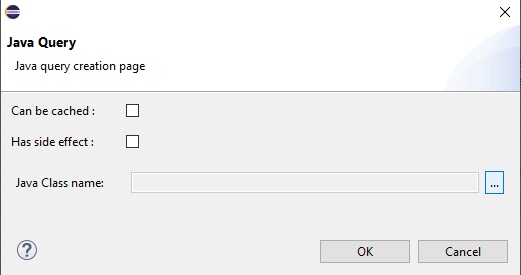 Java Query
Java query creation page
Can be cached :
Has side effect :
Java Class name:
...
?
OK
Cancel